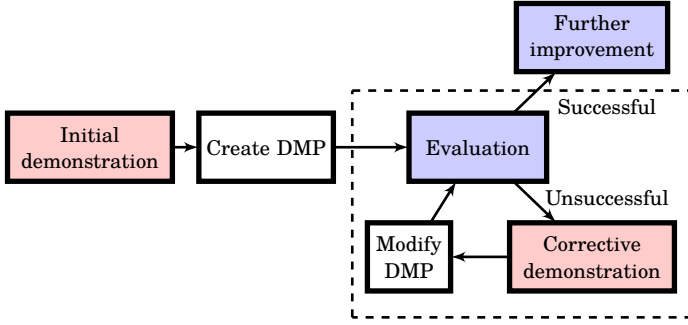 Further
improvement
Successful
Initial
demonstration
Create DMP
Evaluation
Unsuccessful
Modify
DMP
Corrective
demonstration